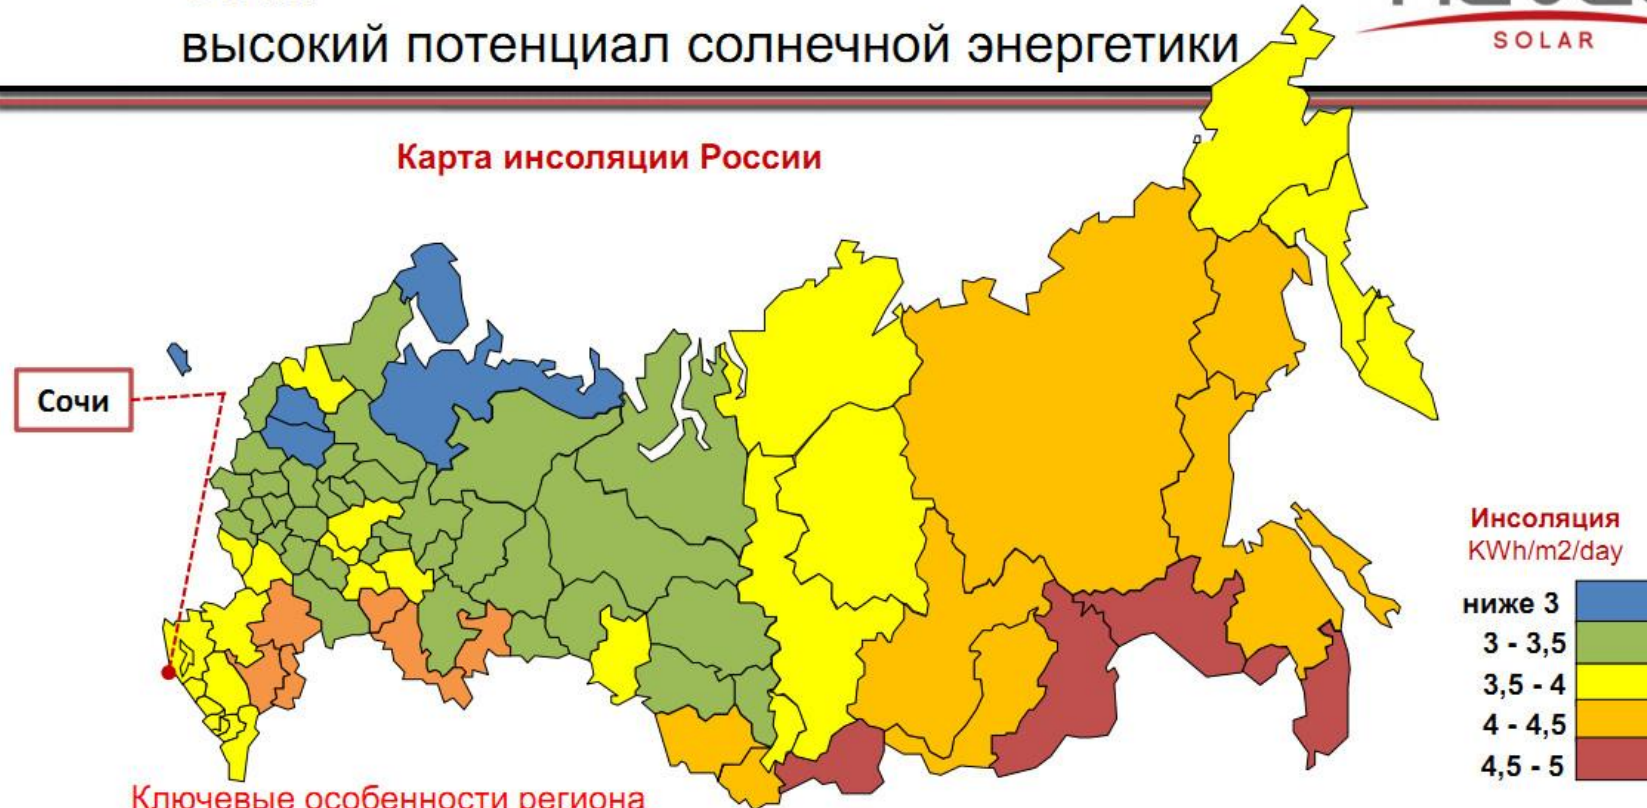 высокий потенциал солнечной энергетики
SOLAR
Карта инсоляции России
Сочи
Инсоляция
KWh/m2/day
ниже 3
3 - 3,5
3,5 - 4
4 - 4,5
4,5 - 5
Ключевые особенности региона